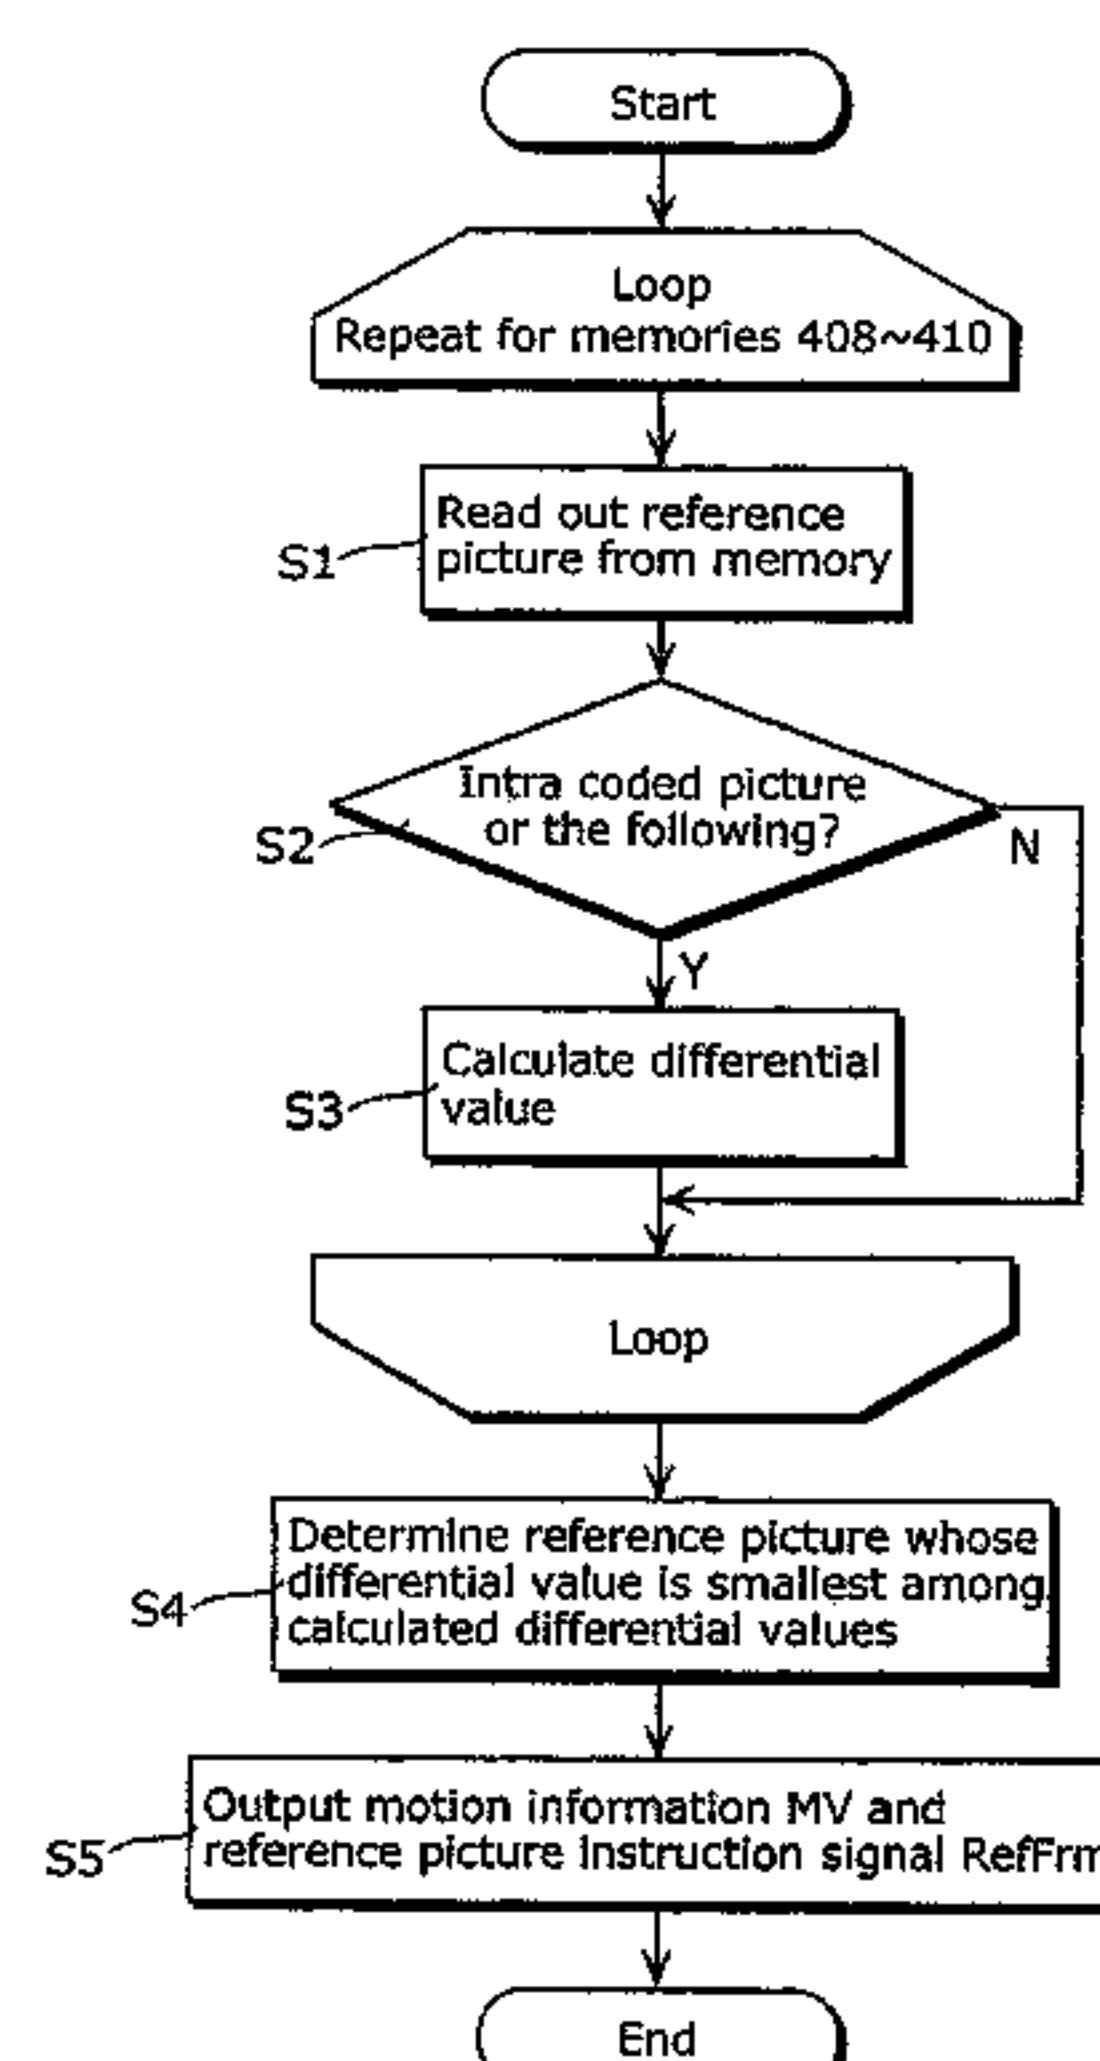 Start
Loop
Repeat for memories 408~410
S1
Read out reference
picture from memory
S2
Intra coded picture
or the following?
N
Y
S3
Calculate differential
value
Loop
S4
Determine reference picture whose
differential value is smallest among
calculated differential values
S5
Output motion information MV and
reference picture instruction signal RefFrm
End